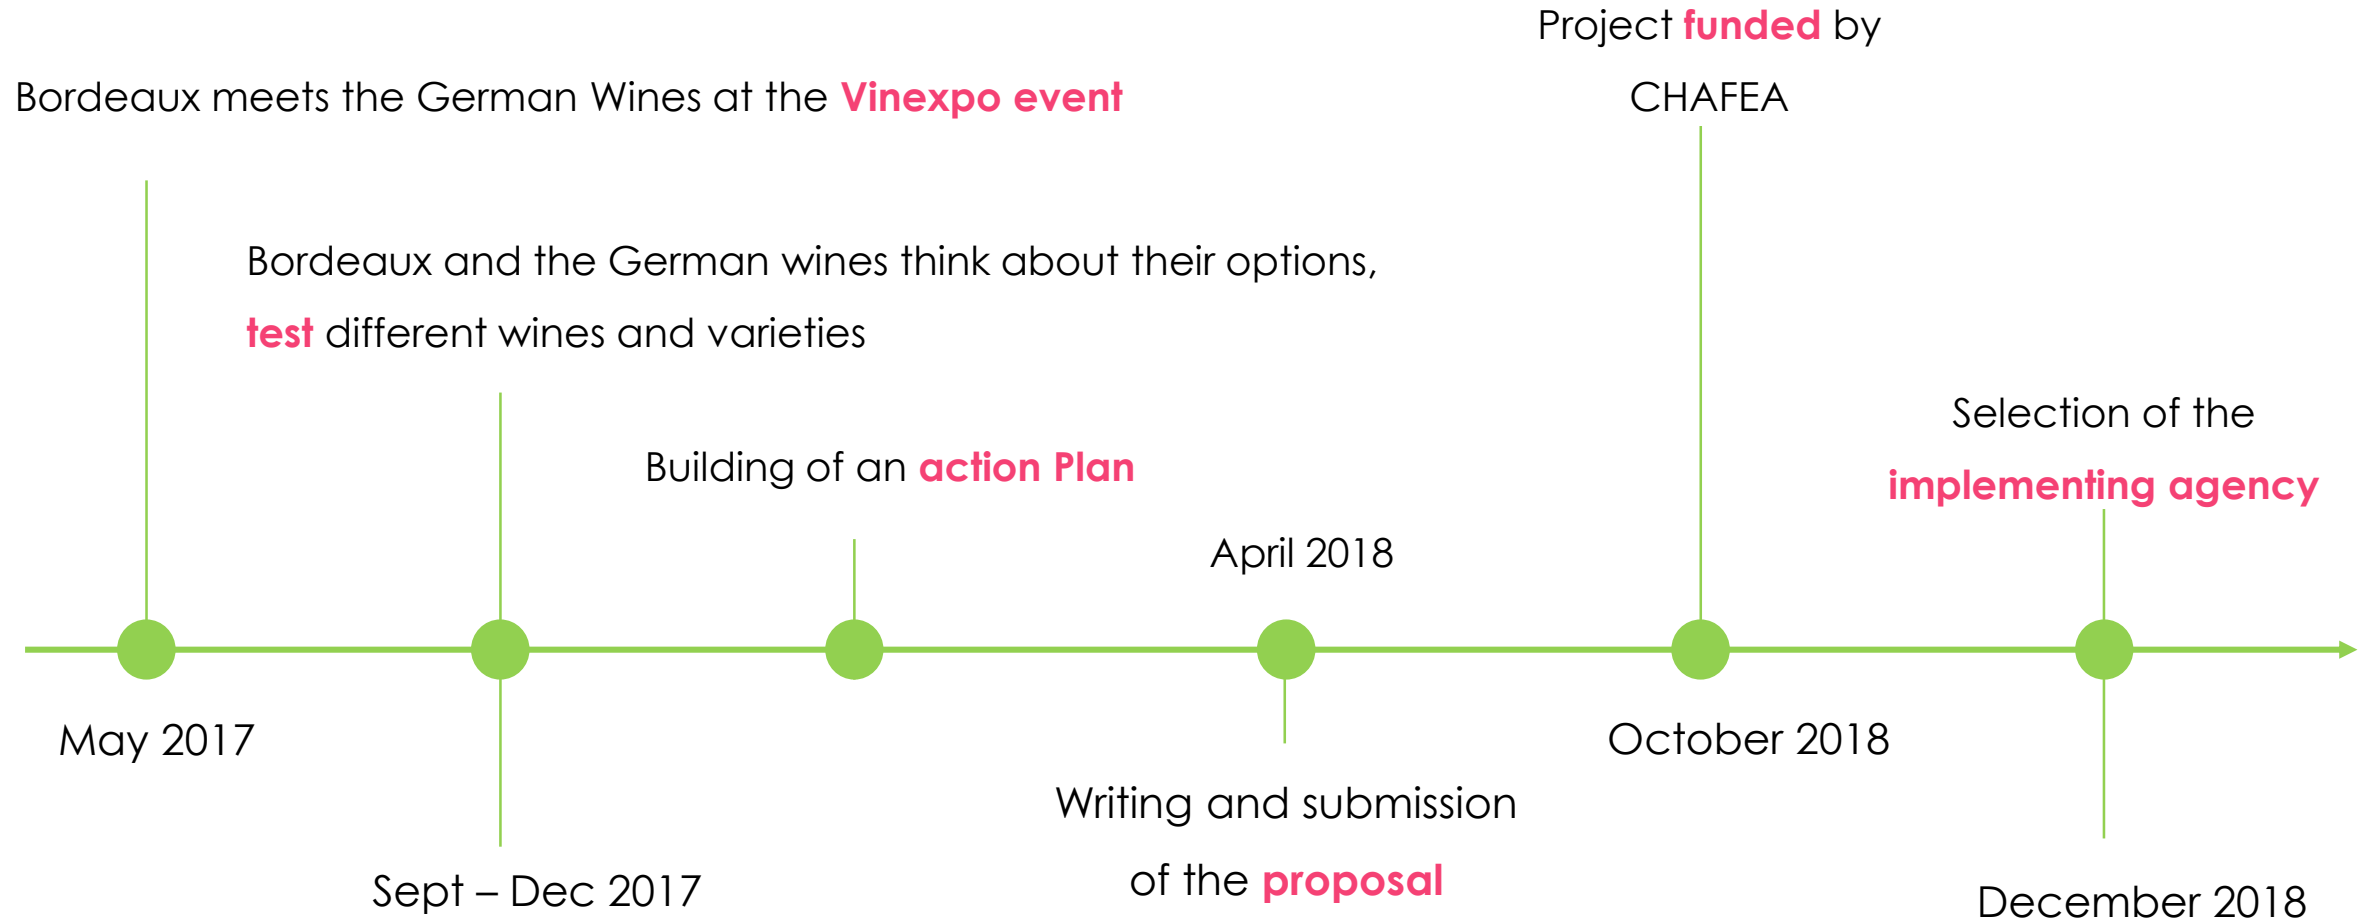 Project funded by
CHAFEA
Bordeaux meets the German Wines at the Vinexpo event
Bordeaux and the German wines think about their options,
test different wines and varieties
Selection of the
implementing agency
Building of an action Plan
April 2018
May 2017
October 2018
Writing and submission
of the proposal
Sept – Dec 2017
December 2018